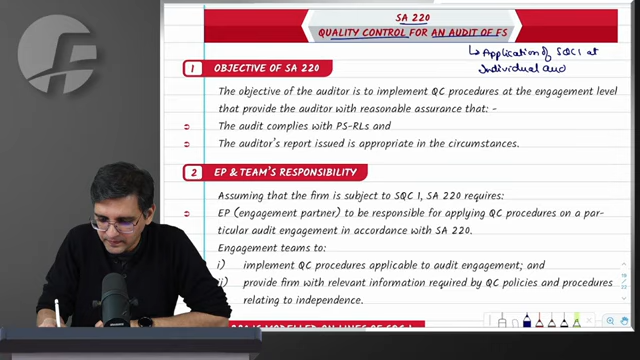 SA 220
QUALITY CONTROL FOR AN AUDIT OF FS
↳ Application of SQC 1 at
Individual aud
1 OBJECTIVE OF SA 220
The objective of the auditor is to implement QC procedures at the engagement level
that provide the auditor with reasonable assurance that: -
The audit complies with PS-RLs and
The auditor's report issued is appropriate in the circumstances.
2 EP & TEAM'S RESPONSIBILITY
Assuming that the firm is subject to SQC 1, SA 220 requires:
EP (engagement partner) to be responsible for applying QC procedures on a par-
ticular audit engagement in accordance with SA 220.
Engagement teams to:
i) implement QC procedures applicable to audit engagement; and
ii) provide firm with relevant information required by QC policies and procedures
relating to independence.